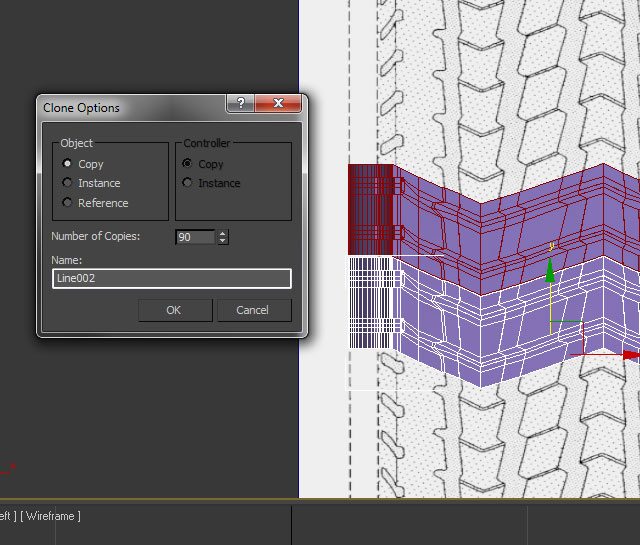 Clone Options
?
X
Object
Controller
Copy
Copy
Instance
Instance
Reference
Number of Copies: 90
Name:
Line002
OK
Cancel
y
eft ] [ Wireframe ]